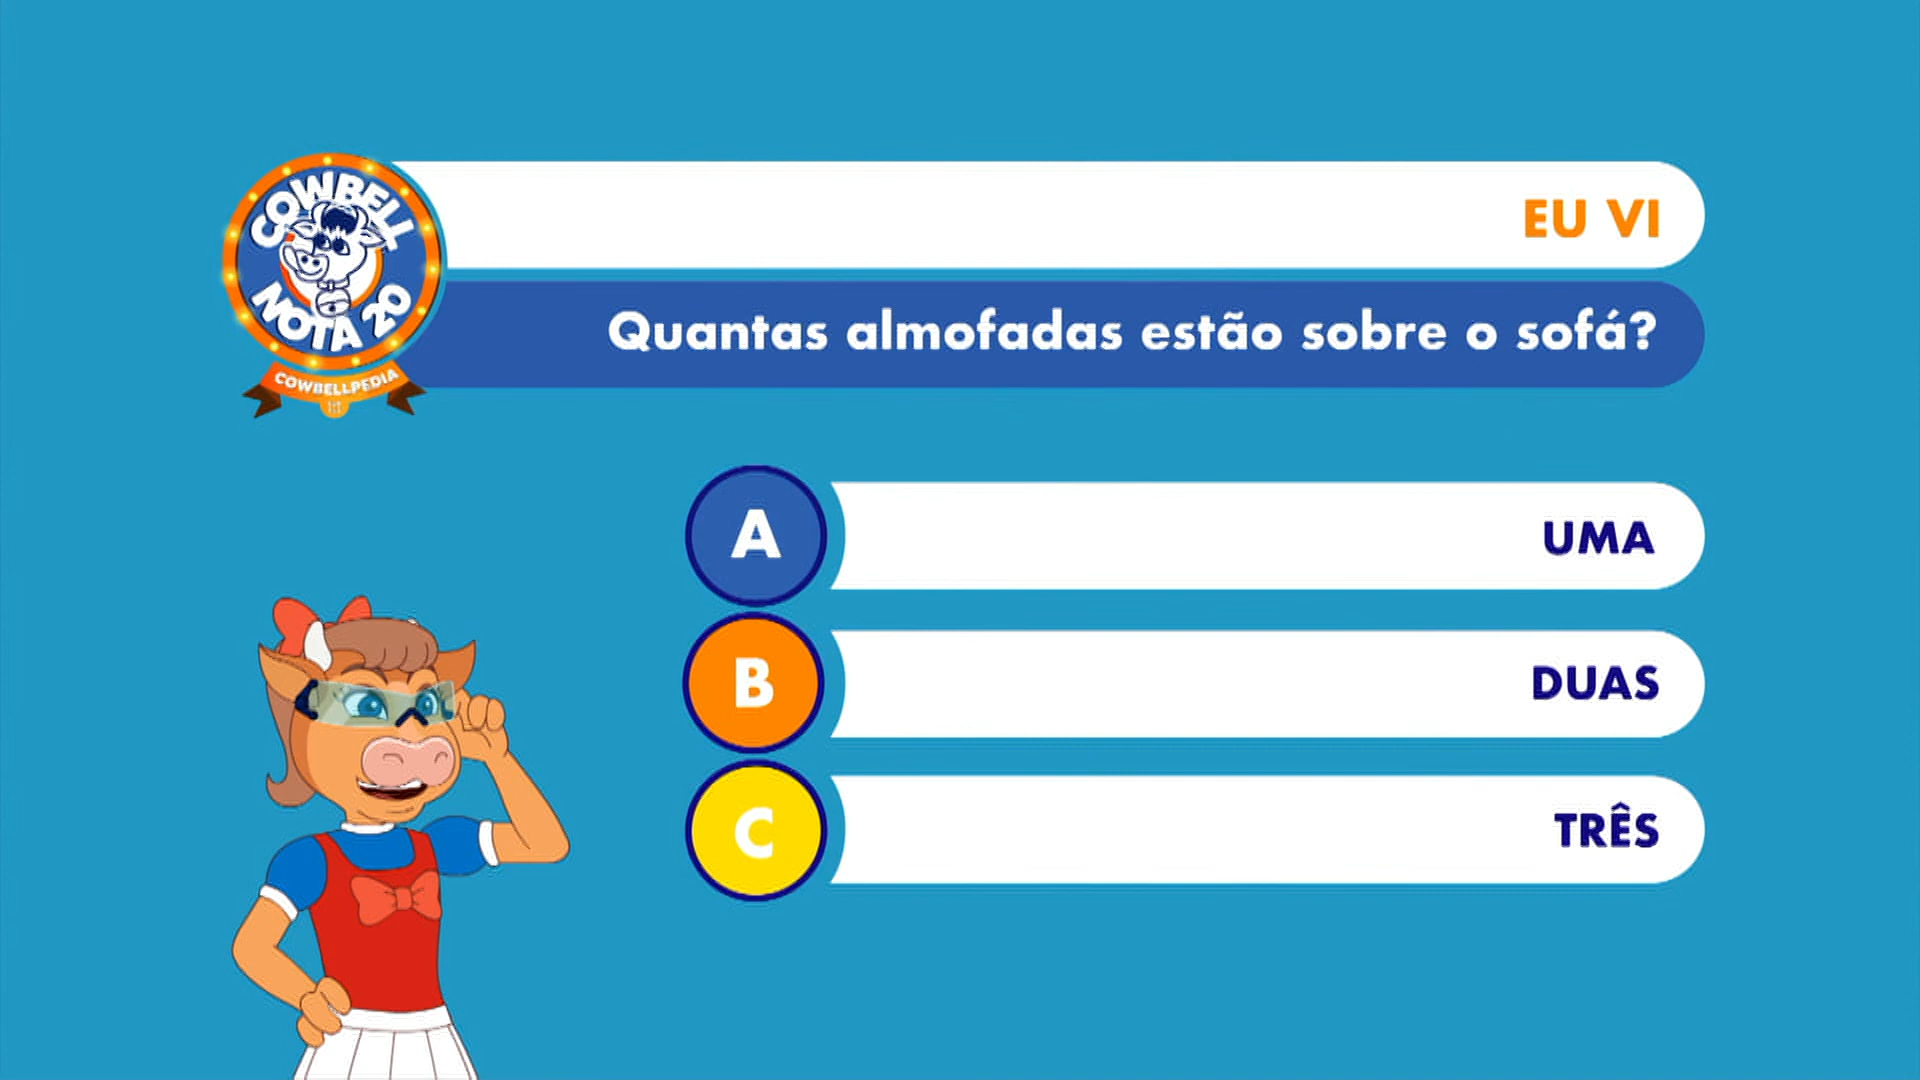 COWBELL
NOTA 20
COWBELLPEDIA
EU VI
Quantas almofadas estão sobre o sofá?
A
UMA
B
DUAS
C
TRÊS